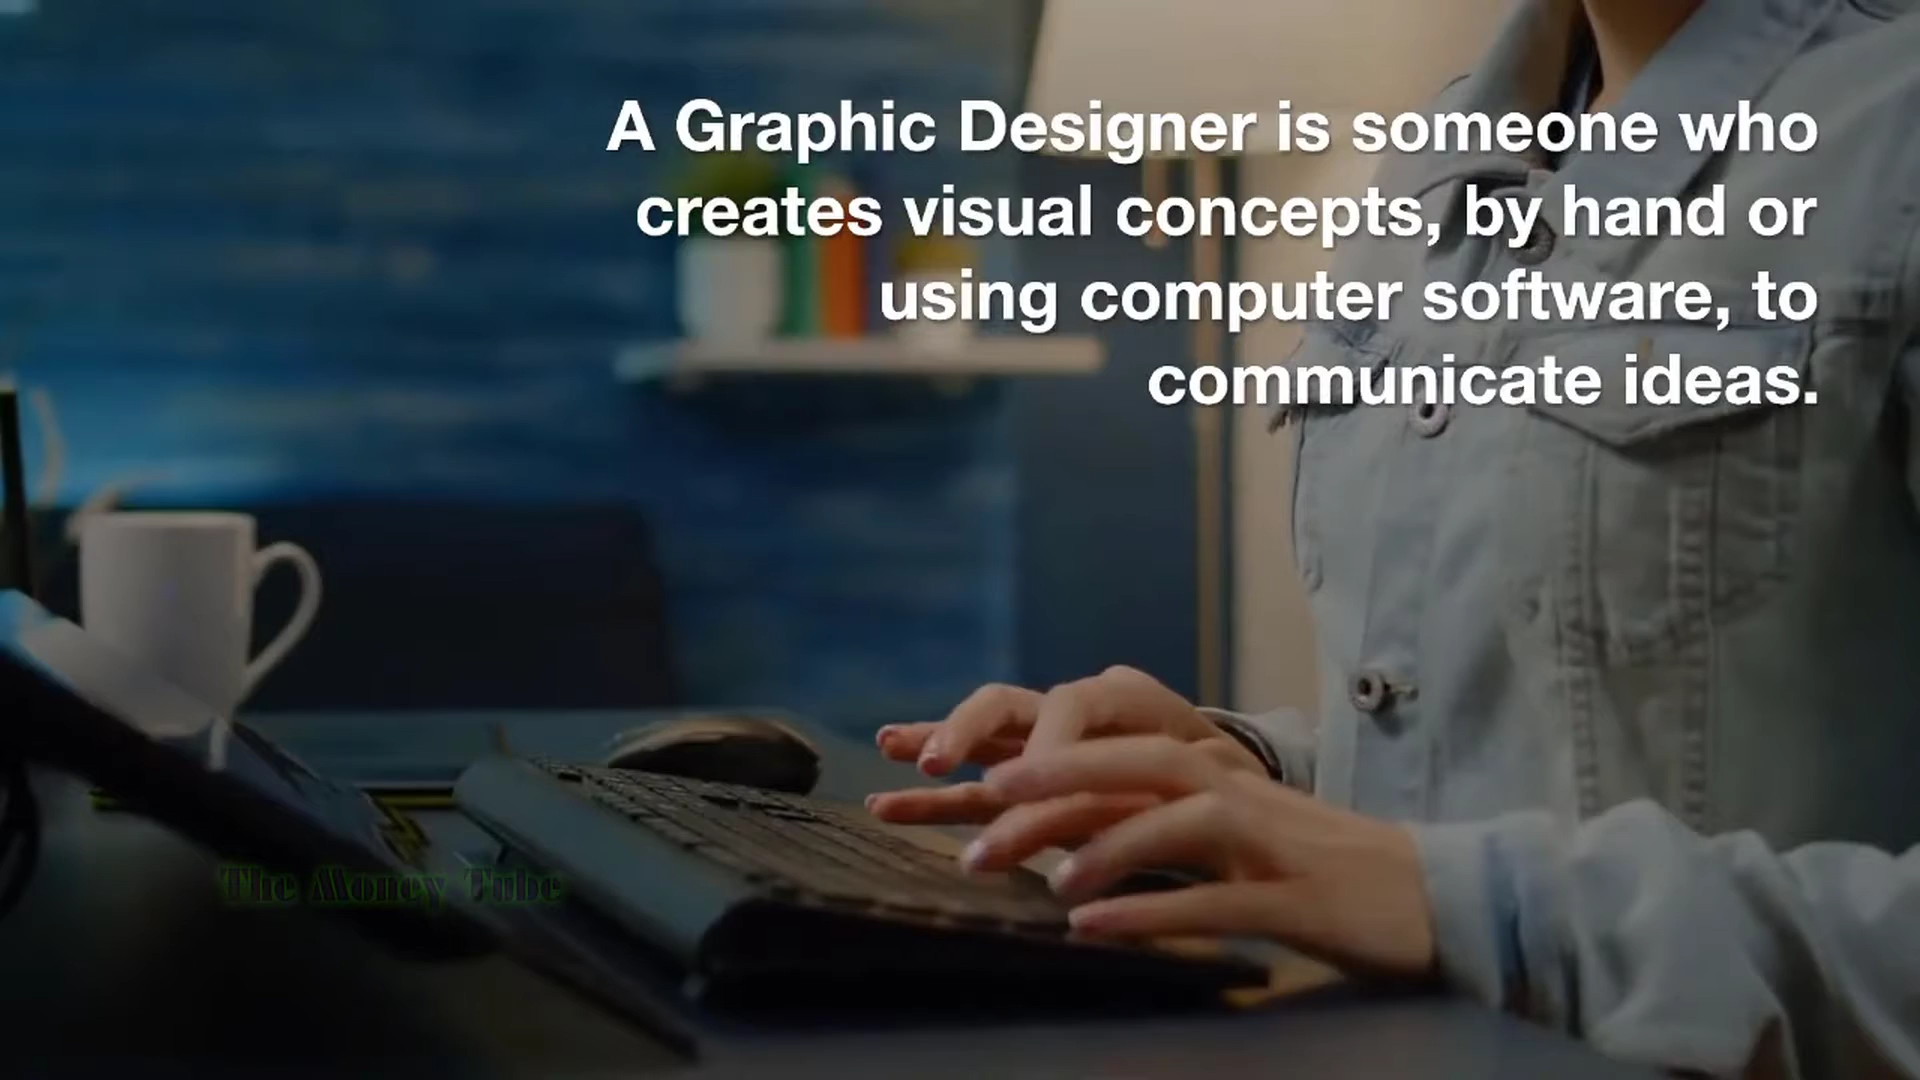 A Graphic Designer is someone who
creates visual concepts, by hand or
using computer software, to
communicate ideas.
The Money Tube